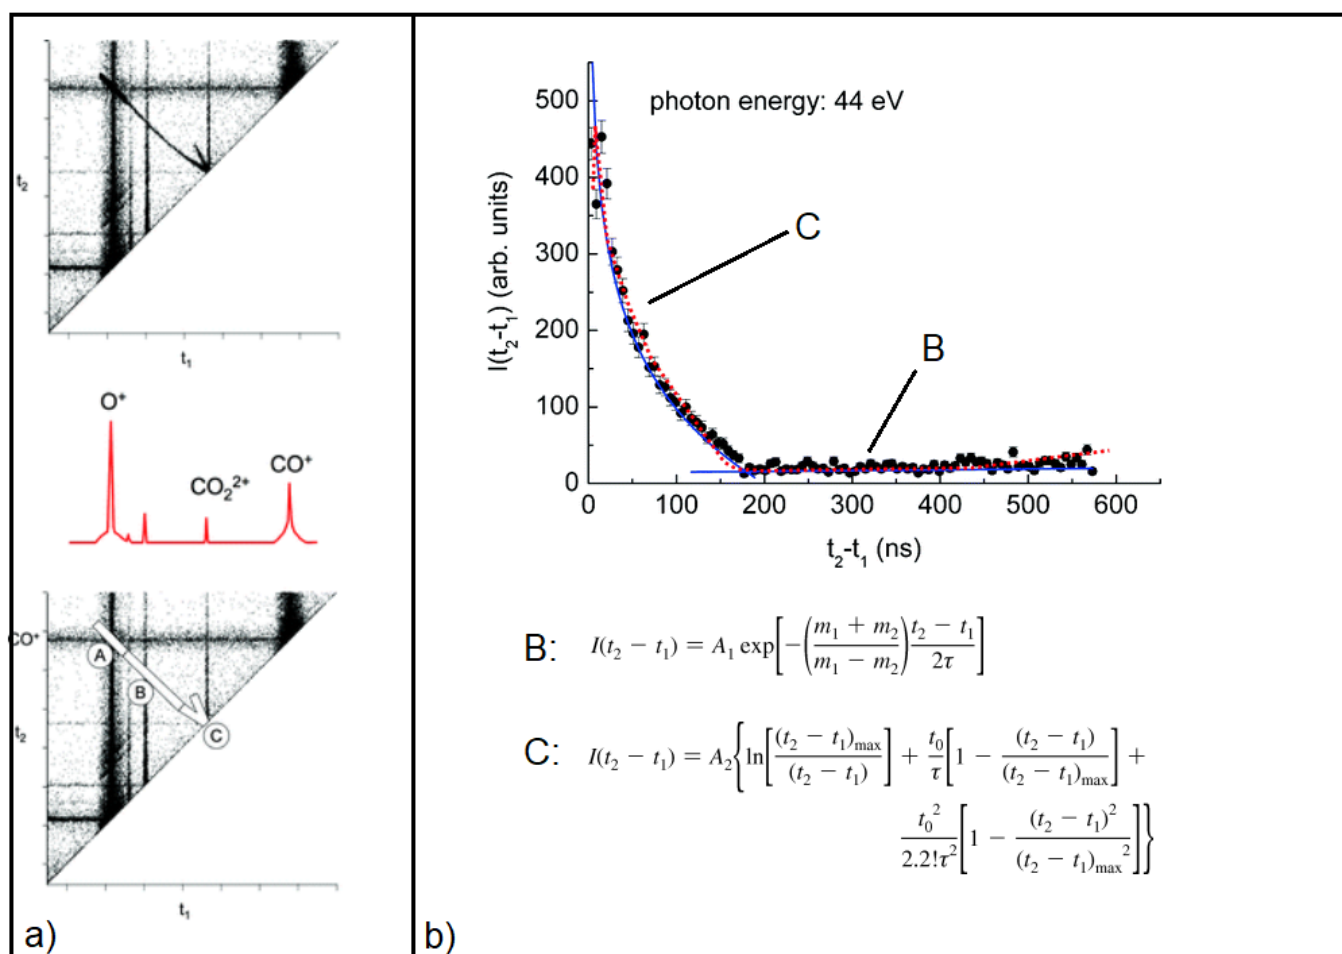 t₂
t₁
O⁺
CO₂²⁺
CO⁺
CO⁺
A
B
C
t₂
t₁
a)
photon energy: 44 eV
C
B
500
400
300
200
100
0
I(t₂-t₁) (arb. units)
0 100 200 300 400 500 600
t₂-t₁ (ns)
B: I(t₂ − t₁) = A₁ exp[−((m₁ + m₂)/(m₁ − m₂)) (t₂ − t₁)/2τ]
C: I(t₂ − t₁) = A₂{ln[(t₂ − t₁)max/(t₂ − t₁)] + t₀/τ[1 − (t₂ − t₁)/(t₂ − t₁)max] +
t₀²/2.2!τ²[1 − (t₂ − t₁)²/(t₂ − t₁)max²]}
b)